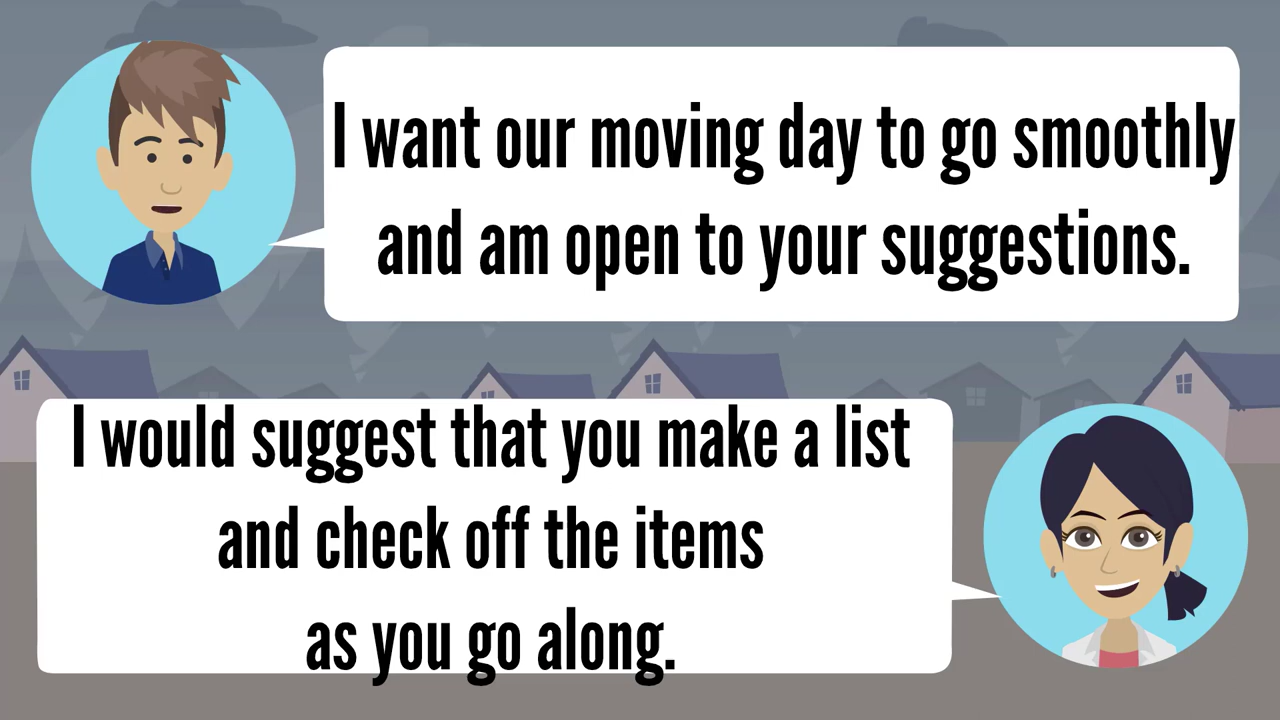 I want our moving day to go smoothly
and am open to your suggestions.
I would suggest that you make a list
and check off the items
as you go along.